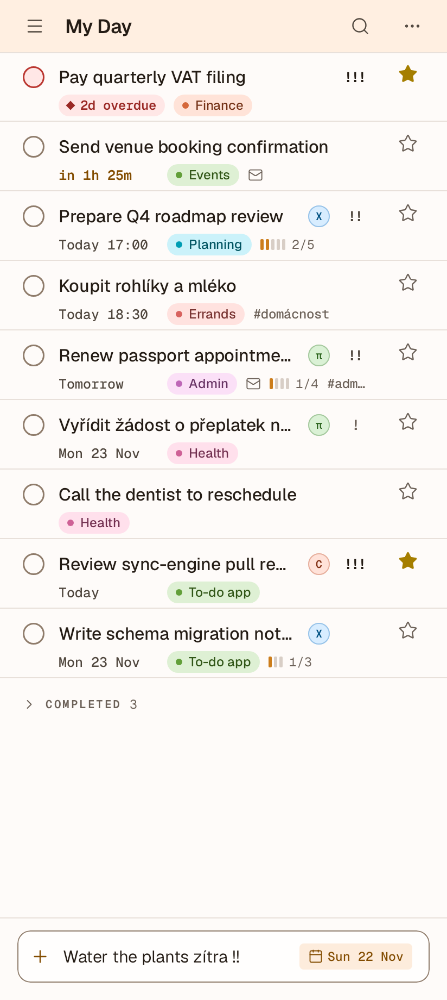 My Day
Pay quarterly VAT filing !!!
2d overdue Finance
Send venue booking confirmation
in 1h 25m Events
Prepare Q4 roadmap review X !!
Today 17:00 Planning 2/5
Koupit rohlíky a mléko
Today 18:30 Errands #domácnost
Renew passport appointme… π !!
Tomorrow Admin 1/4 #adm…
Vyřídit žádost o přeplatek n… π !
Mon 23 Nov Health
Call the dentist to reschedule
Health
Review sync-engine pull re… C !!!
Today To-do app
Write schema migration not… X
Mon 23 Nov To-do app 1/3
COMPLETED 3
Water the plants zítra !! Sun 22 Nov